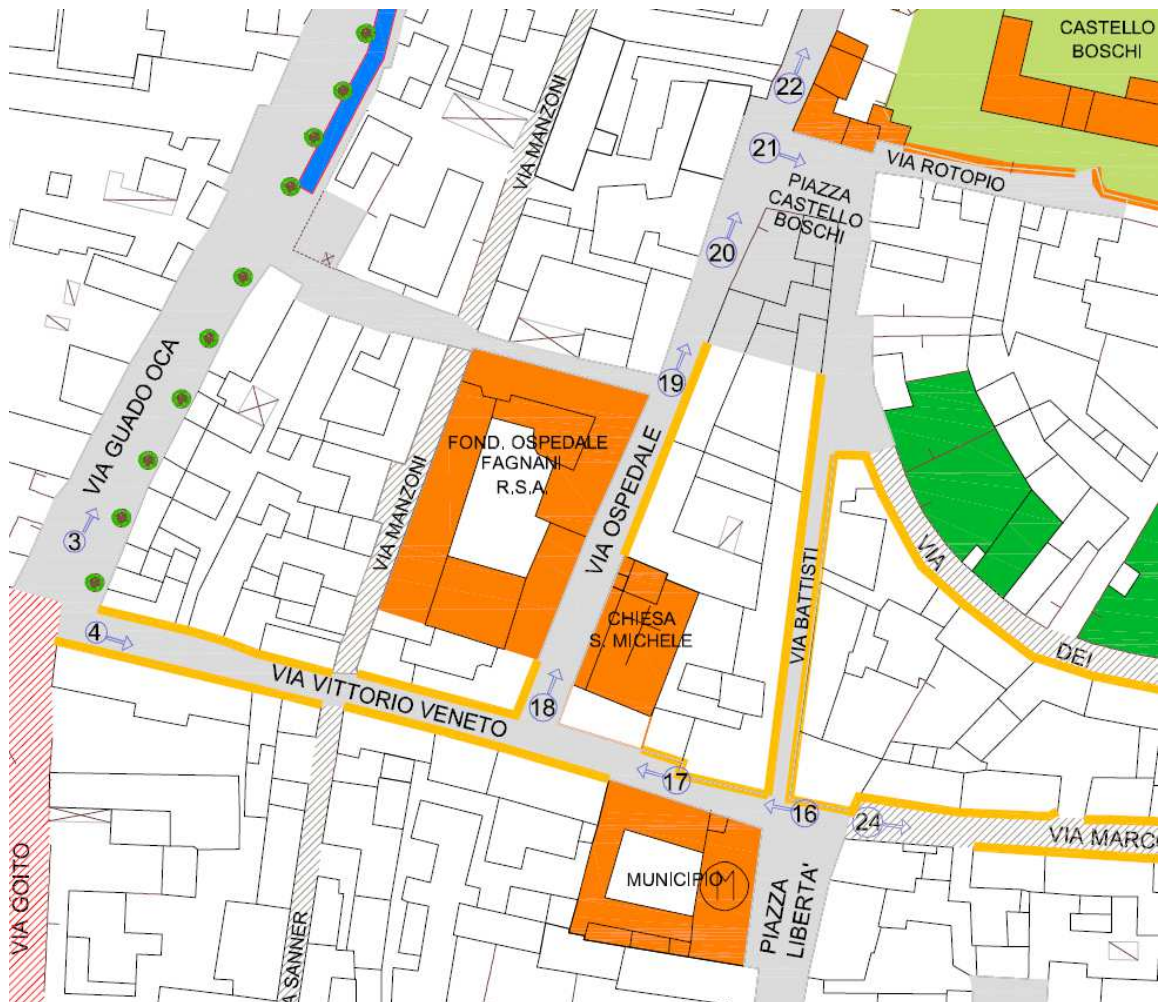 CASTELLO
BOSCHI
22
VIA MANZONI
21
VIA ROTOPIO
PIAZZA
CASTELLO
BOSCHI
20
19
VIA GUADO OCA
FOND. OSPEDALE
FAGNANI
R.S.A.
VIA OSPEDALE
VIA MANZONI
3
VIA
VIA BATTISTI
CHIESA
S. MICHELE
4
DEI
VIA VITTORIO VENETO
18
17
16
24
VIA MARCO
MUNICIPIO
M
PIAZZA
LIBERTA'
VIA GOITO
A SANNER